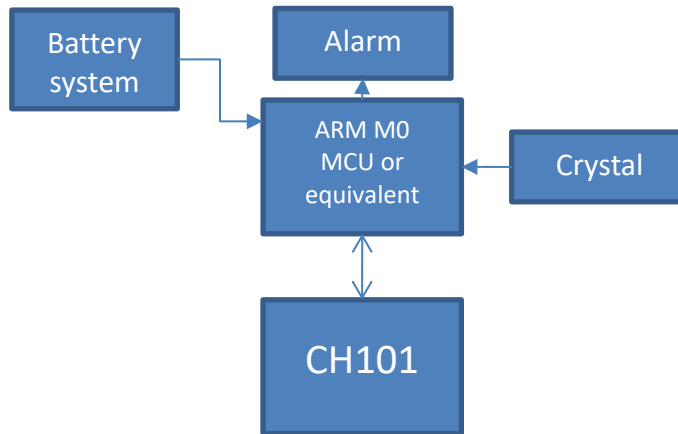 Battery
system
Alarm
ARM M0
MCU or
equivalent
Crystal
CH101